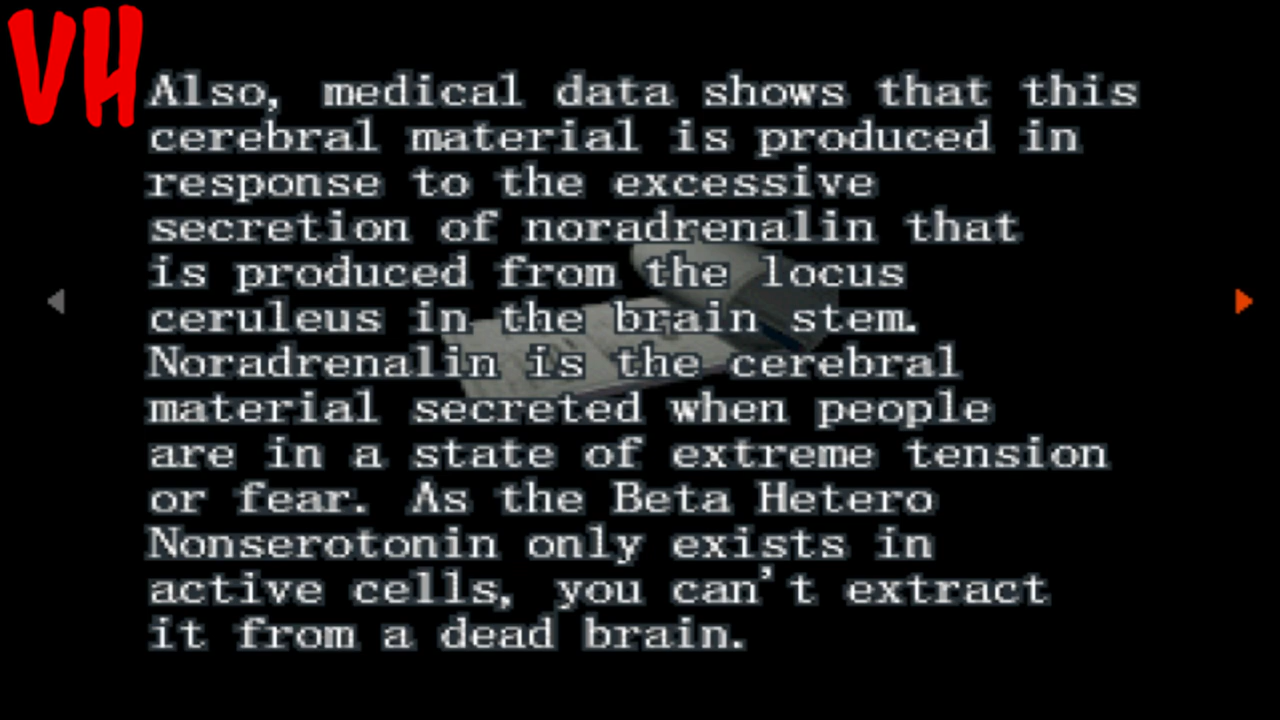 VH
Also, medical data shows that this
cerebral material is produced in
response to the excessive
secretion of noradrenalin that
is produced from the locus
ceruleus in the brain stem.
Noradrenalin is the cerebral
material secreted when people
are in a state of extreme tension
or fear. As the Beta Hetero
Nonserotonin only exists in
active cells, you can't extract
it from a dead brain.